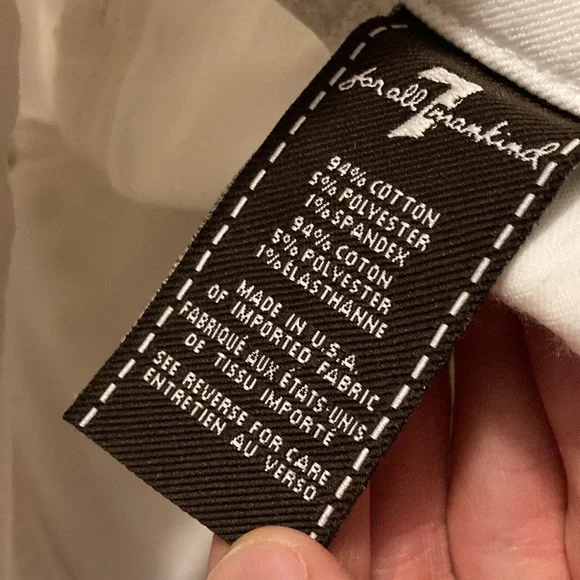 7
for all mankind
94% COTTON
5% POLYESTER
1% SPANDEX
94% COTON
5% POLYESTER
1% ELASTHANNE
MADE IN U.S.A.
OF IMPORTED FABRIC
FABRIQUÉ AUX ÉTATS-UNIS
DE TISSU IMPORTÉ
SEE REVERSE FOR CARE
ENTRETIEN AU VERSO